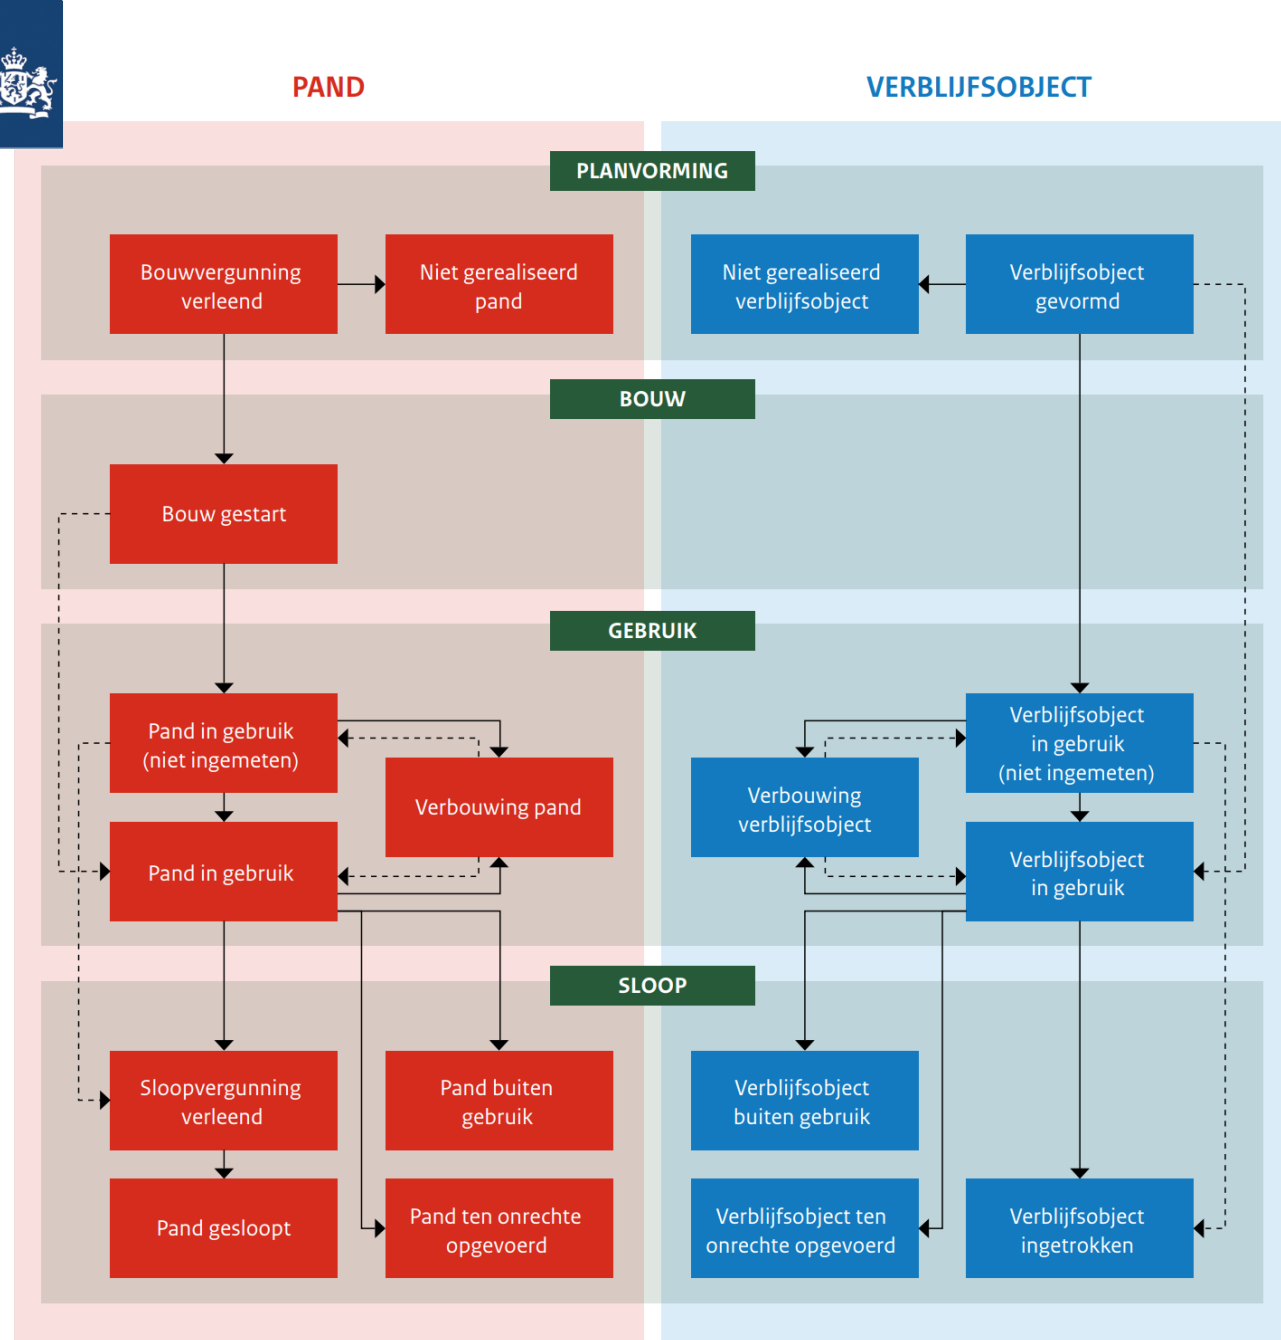 PAND
VERBLIJFSOBJECT
PLANVORMING
Bouwvergunning
verleend
Niet gerealiseerd
pand
Niet gerealiseerd
verblijfsobject
Verblijfsobject
gevormd
BOUW
Bouw gestart
GEBRUIK
Pand in gebruik
(niet ingemeten)
Verbouwing pand
Pand in gebruik
Verbouwing
verblijfsobject
Verblijfsobject
in gebruik
(niet ingemeten)
Verblijfsobject
in gebruik
SLOOP
Sloopvergunning
verleend
Pand buiten
gebruik
Verblijfsobject
buiten gebruik
Pand gesloopt
Pand ten onrechte
opgevoerd
Verblijfsobject ten
onrechte opgevoerd
Verblijfsobject
ingetrokken